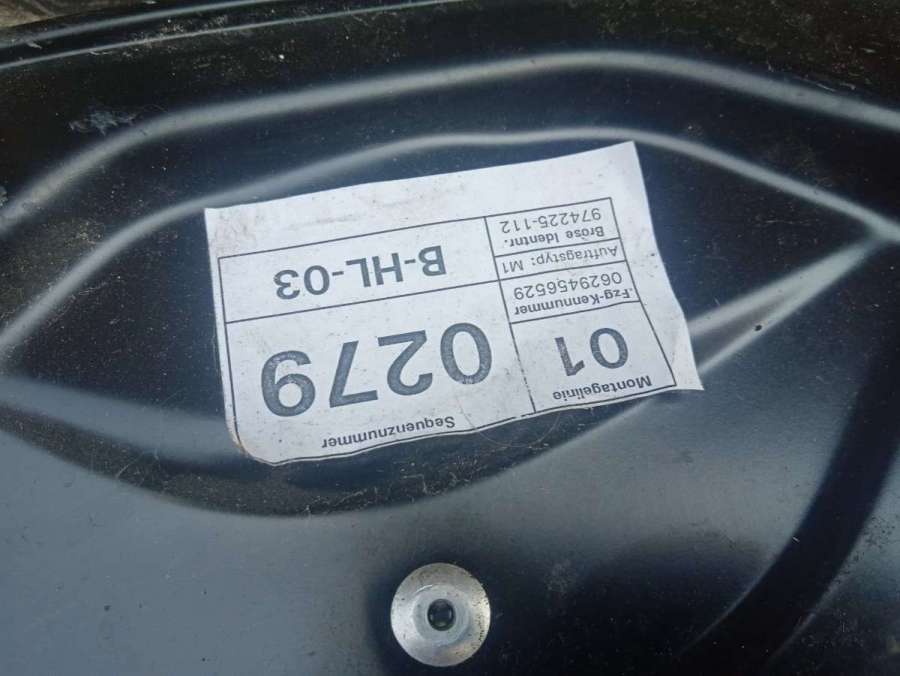 Montagelinie
01
Sequenznummer
0279
Fzg-Kennummer
0629456529
Auftragstyp: M1
B-HL-03
Brose Identnr.
974225-112